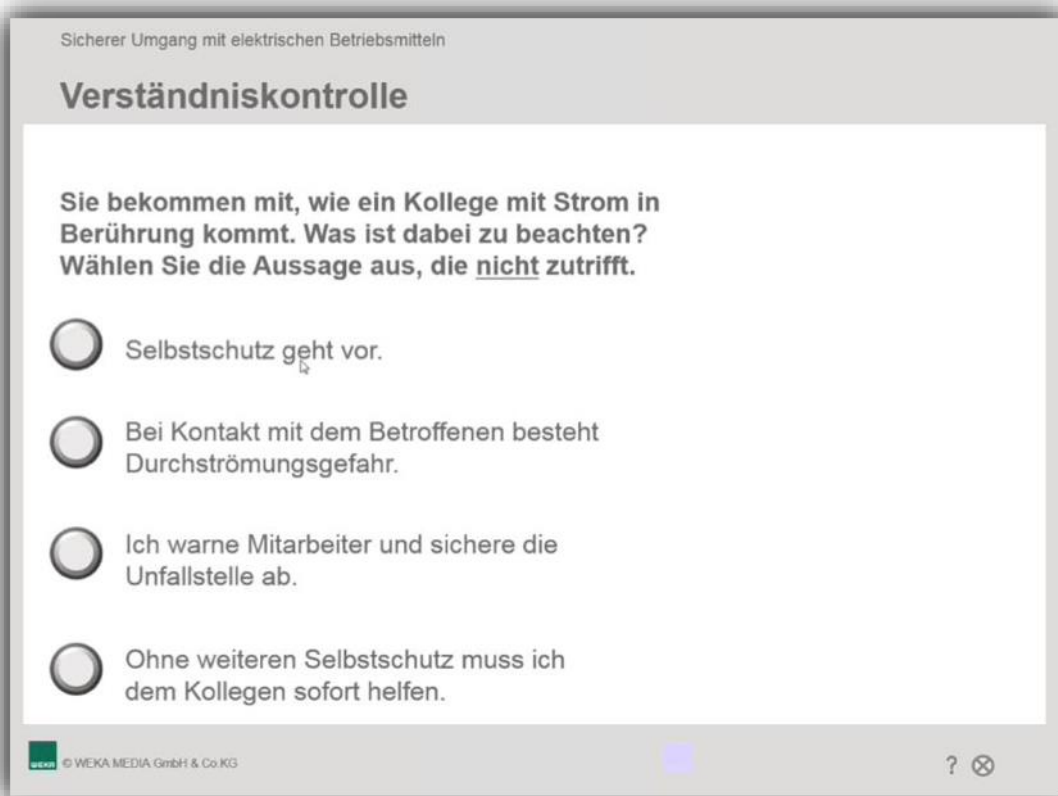 Sicherer Umgang mit elektrischen Betriebsmitteln
Verständniskontrolle
Sie bekommen mit, wie ein Kollege mit Strom in
Berührung kommt. Was ist dabei zu beachten?
Wählen Sie die Aussage aus, die nicht zutrifft.
Selbstschutz geht vor.
Bei Kontakt mit dem Betroffenen besteht
Durchströmungsgefahr.
Ich warne Mitarbeiter und sichere die
Unfallstelle ab.
Ohne weiteren Selbstschutz muss ich
dem Kollegen sofort helfen.
WEKA © WEKA MEDIA GmbH & Co.KG
?